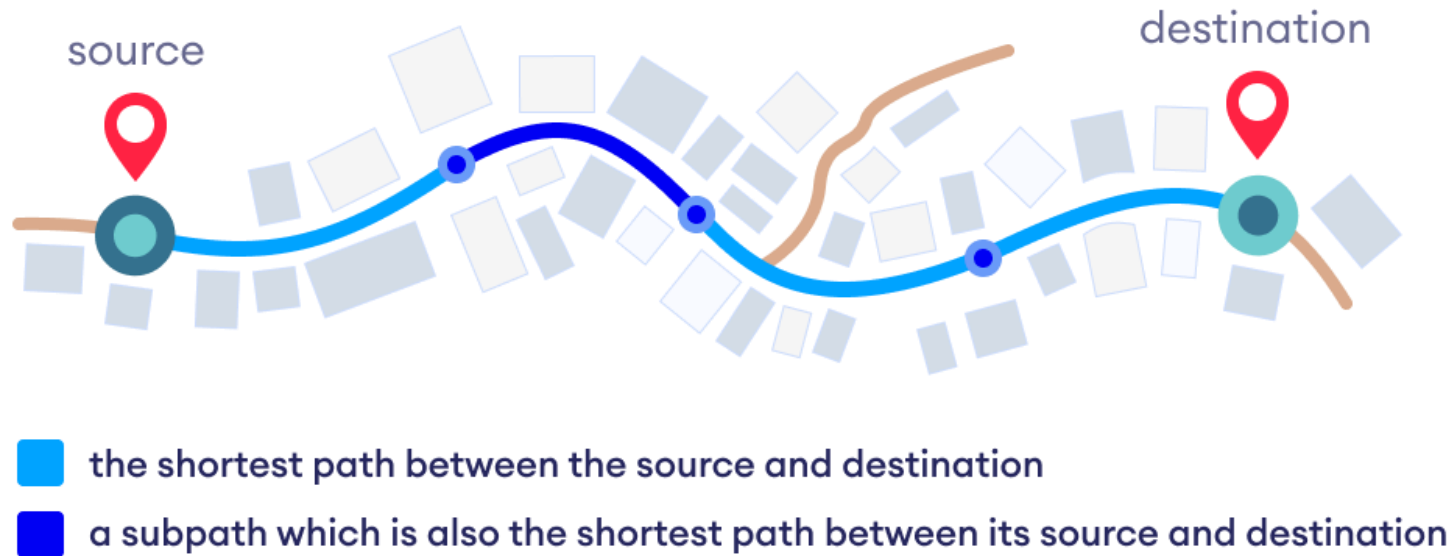 source
destination
the shortest path between the source and destination
a subpath which is also the shortest path between its source and destination